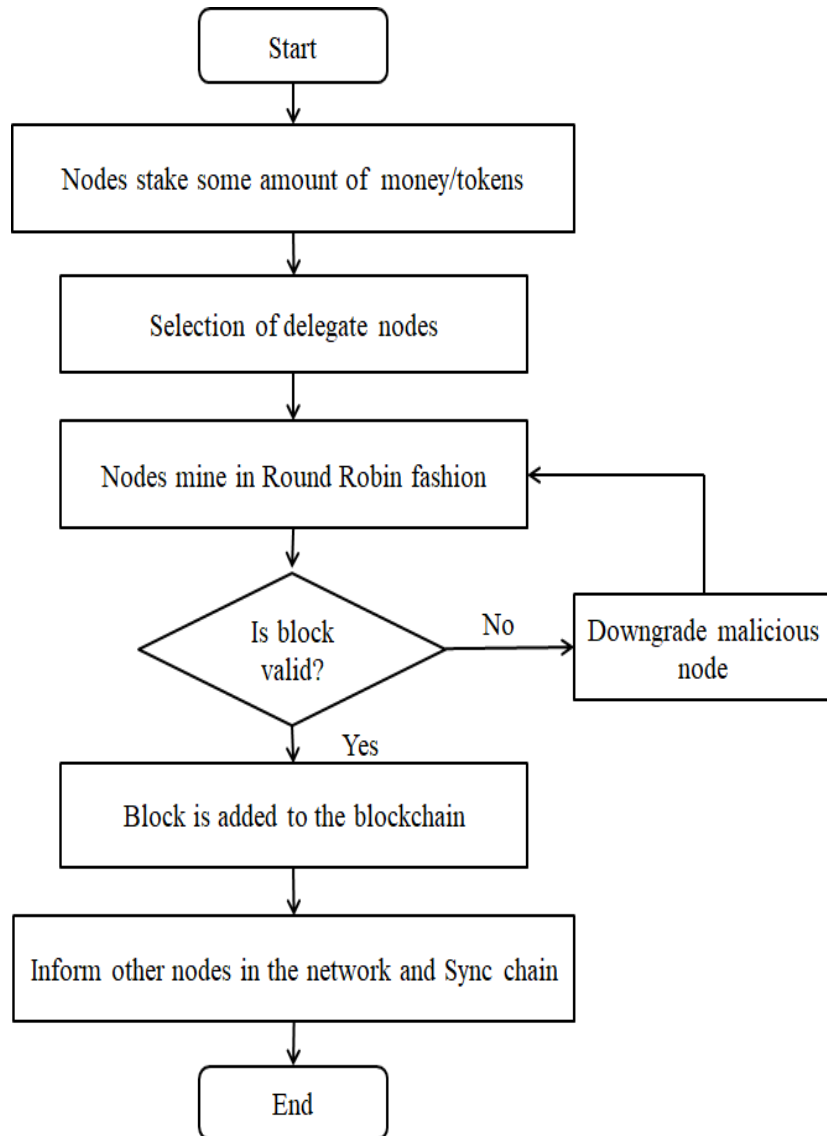 Start
Nodes stake some amount of money/tokens
Selection of delegate nodes
Nodes mine in Round Robin fashion
Is block
valid?
No
Downgrade malicious
node
Yes
Block is added to the blockchain
Inform other nodes in the network and Sync chain
End